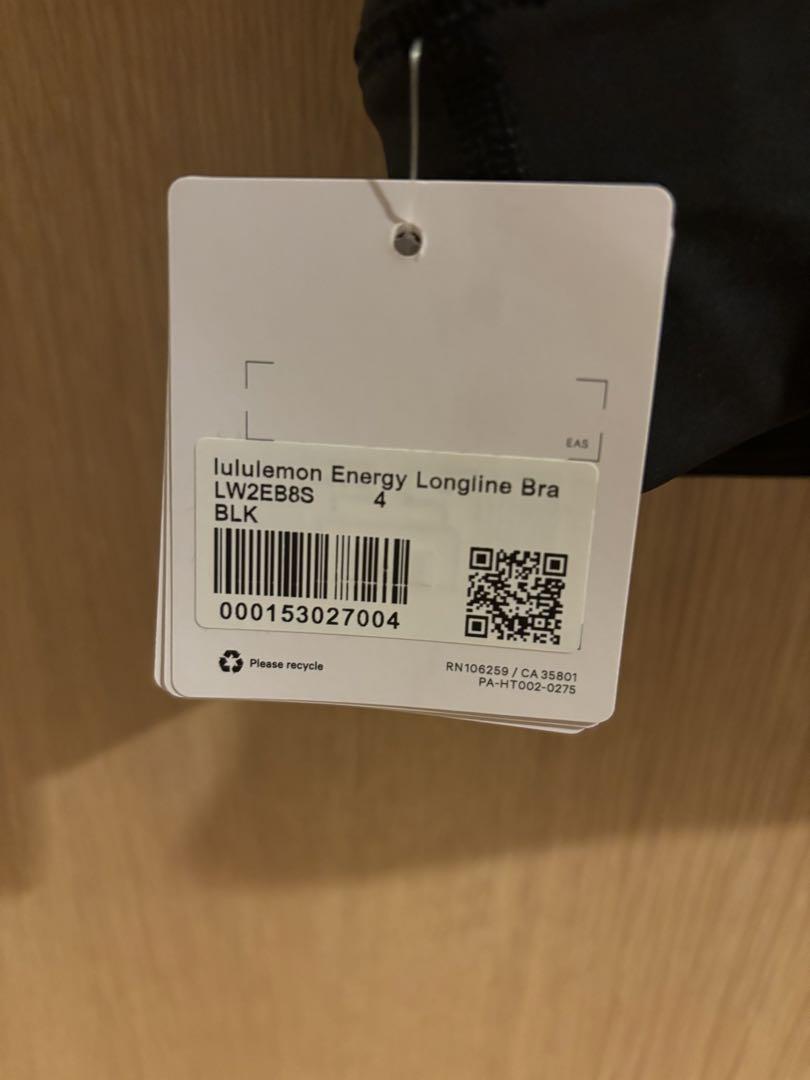 EAS
lululemon Energy Longline Bra
LW2EB8S 4
BLK
000153027004
Please recycle
RN106259 / CA 35801
PA-HT002-0275